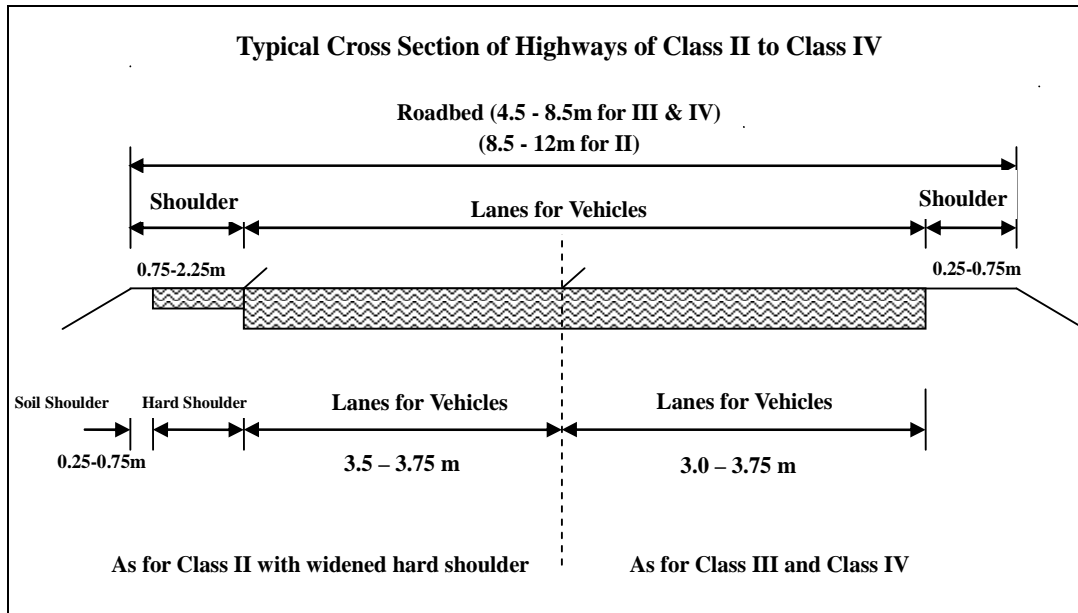 Typical Cross Section of Highways of Class II to Class IV
Roadbed (4.5 - 8.5m for III & IV)
(8.5 - 12m for II)
Shoulder
Lanes for Vehicles
Shoulder
0.75-2.25m
0.25-0.75m
Soil Shoulder
Hard Shoulder
Lanes for Vehicles
Lanes for Vehicles
0.25-0.75m
3.5 – 3.75 m
3.0 – 3.75 m
As for Class II with widened hard shoulder
As for Class III and Class IV